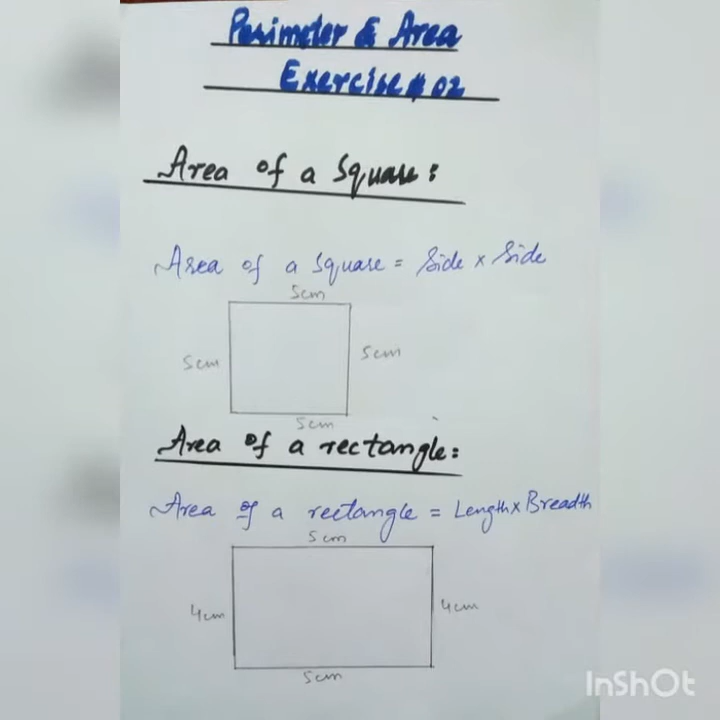 Perimeter & Area
Exercise # 02
Area of a Square:
Area of a Square = Side × Side
5cm
5cm
5cm
5cm
Area of a rectangle:
Area of a rectangle = Length × Breadth
5cm
4cm
4cm
5cm
InShOt